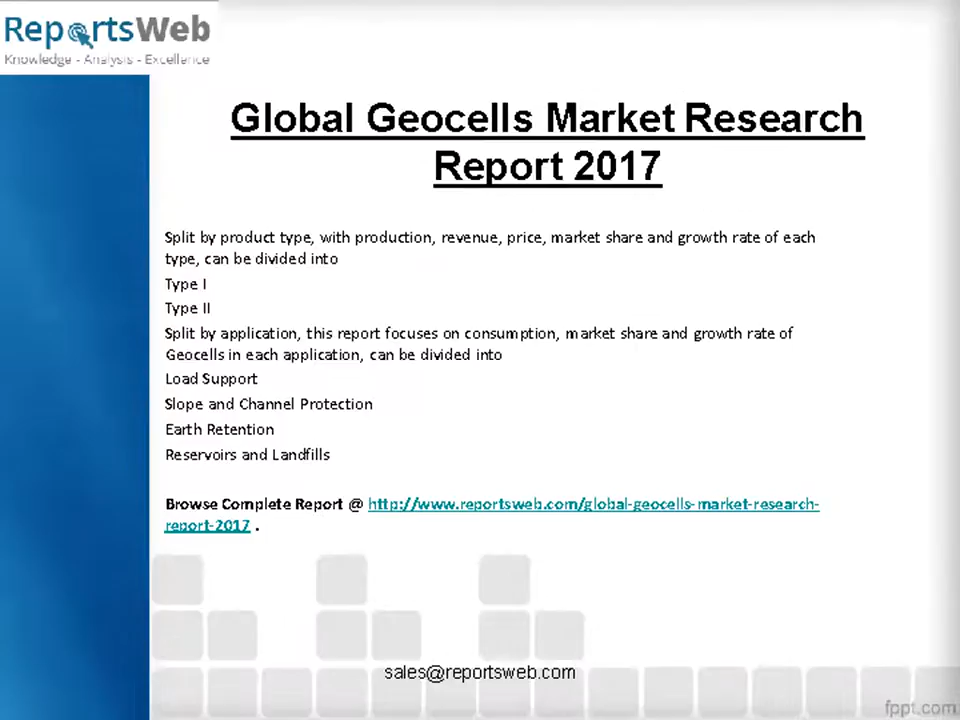 ReportsWeb
Knowledge - Analysis - Excellence
Global Geocells Market Research
Report 2017
Split by product type, with production, revenue, price, market share and growth rate of each
type, can be divided into
Type I
Type II
Split by application, this report focuses on consumption, market share and growth rate of
Geocells in each application, can be divided into
Load Support
Slope and Channel Protection
Earth Retention
Reservoirs and Landfills
Browse Complete Report @ http://www.reportsweb.com/global-geocells-market-research-
report-2017 .
sales@reportsweb.com
fppt.com